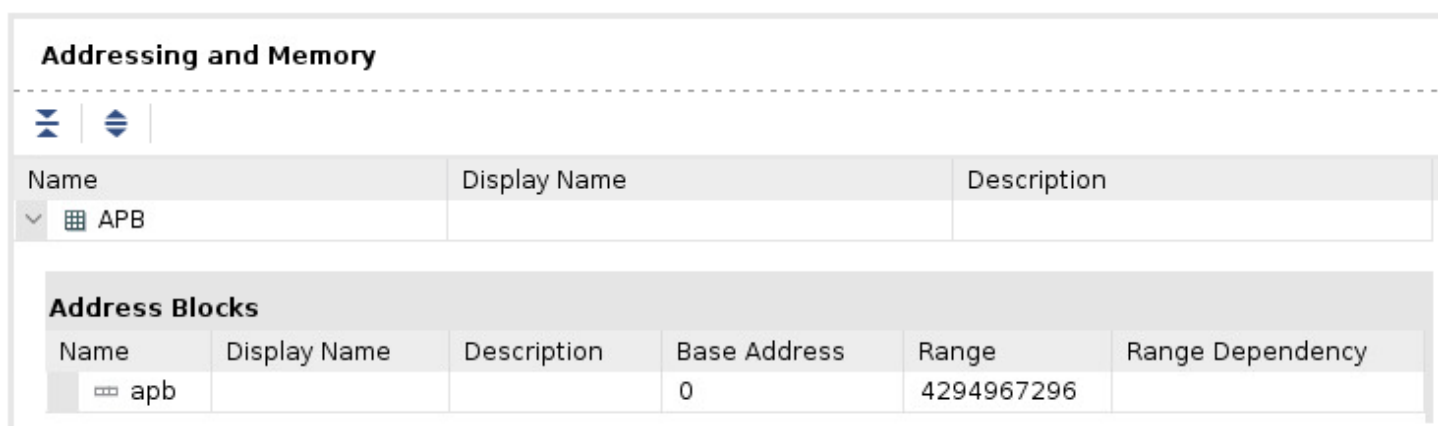 Addressing and Memory
Name Display Name Description
APB
Address Blocks
Name Display Name Description Base Address Range Range Dependency
apb 0 4294967296